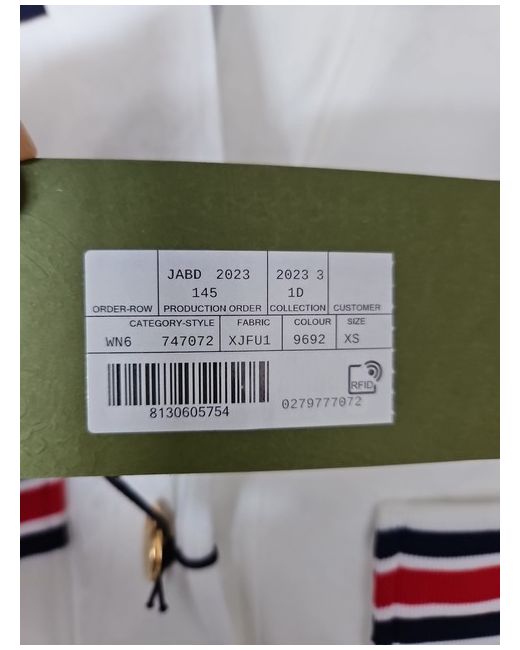 JABD 2023 2023 3
145 1D
ORDER-ROW PRODUCTION ORDER COLLECTION CUSTOMER
CATEGORY-STYLE FABRIC COLOUR SIZE
WN6 747072 XJFU1 9692 XS
RFID
8130605754 0279777072